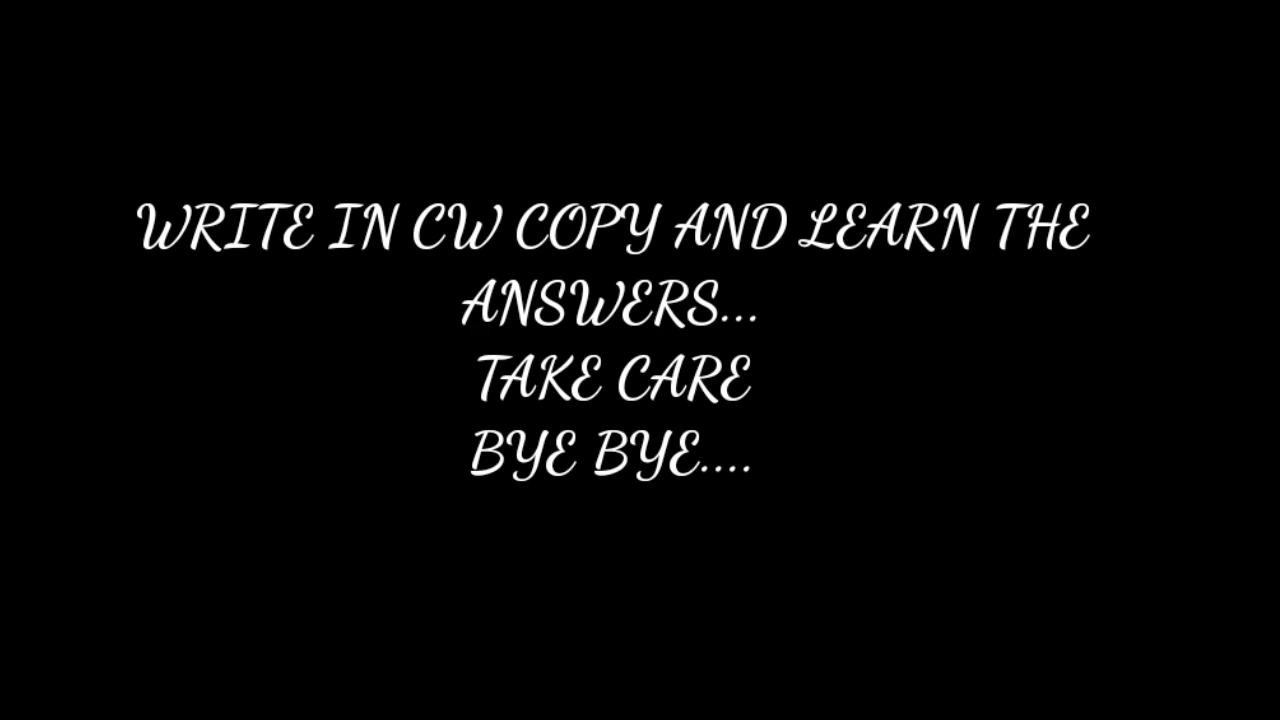 WRITE IN CW COPY AND LEARN THE
ANSWERS...
TAKE CARE
BYE BYE....